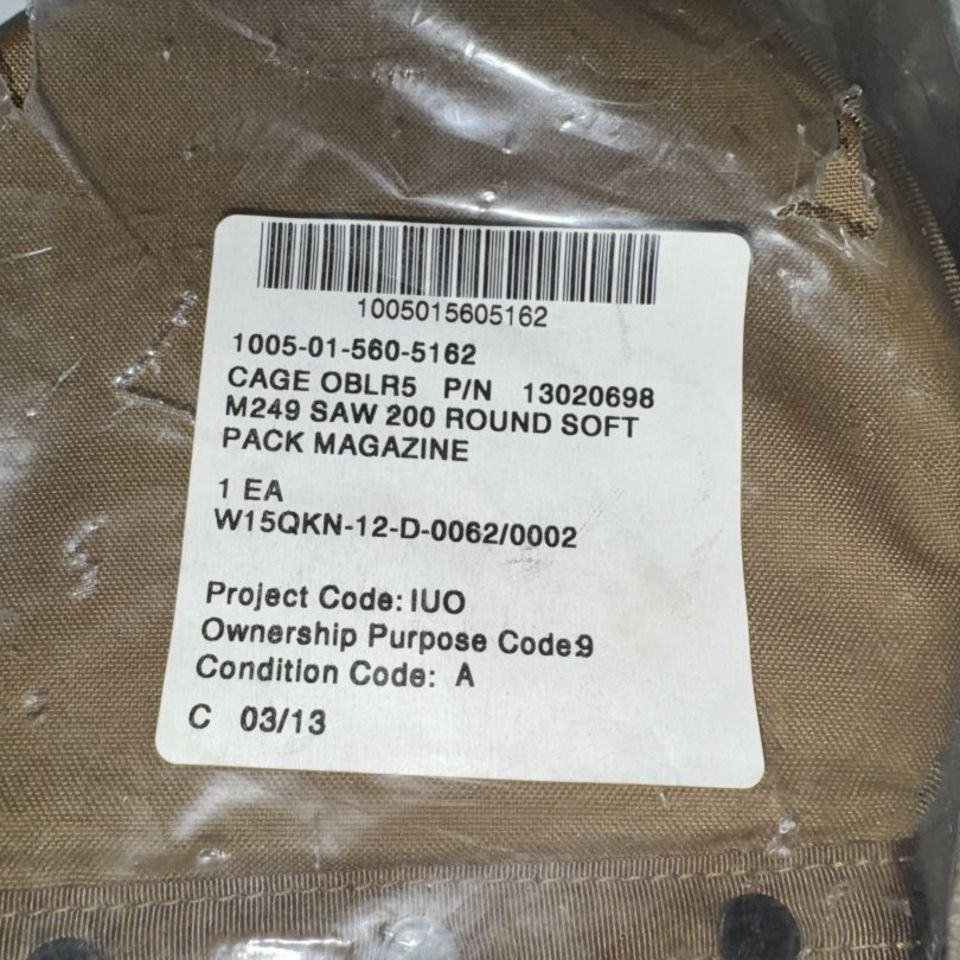 1005015605162
1005-01-560-5162
CAGE OBLR5 P/N 13020698
M249 SAW 200 ROUND SOFT
PACK MAGAZINE
1 EA
W15QKN-12-D-0062/0002
Project Code: IUO
Ownership Purpose Code:9
Condition Code: A
C 03/13